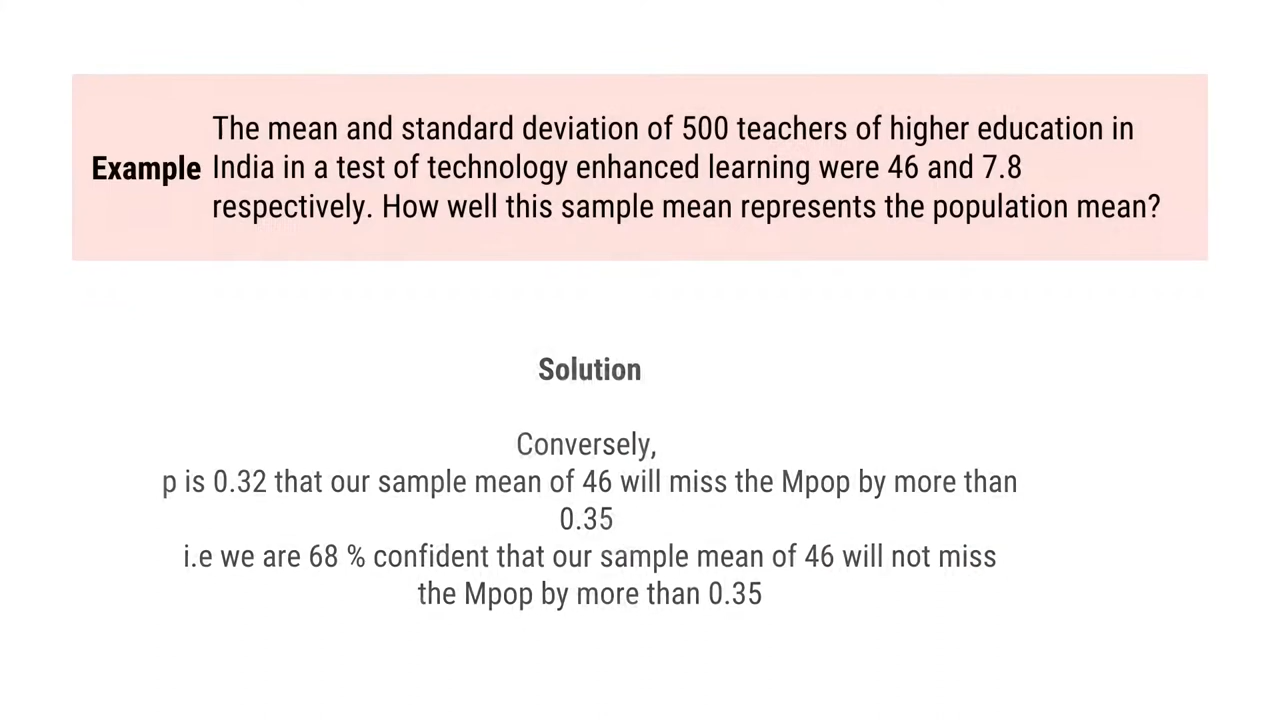 The mean and standard deviation of 500 teachers of higher education in
Example India in a test of technology enhanced learning were 46 and 7.8
respectively. How well this sample mean represents the population mean?
Solution
Conversely,
p is 0.32 that our sample mean of 46 will miss the Mpop by more than
0.35
i.e we are 68 % confident that our sample mean of 46 will not miss
the Mpop by more than 0.35